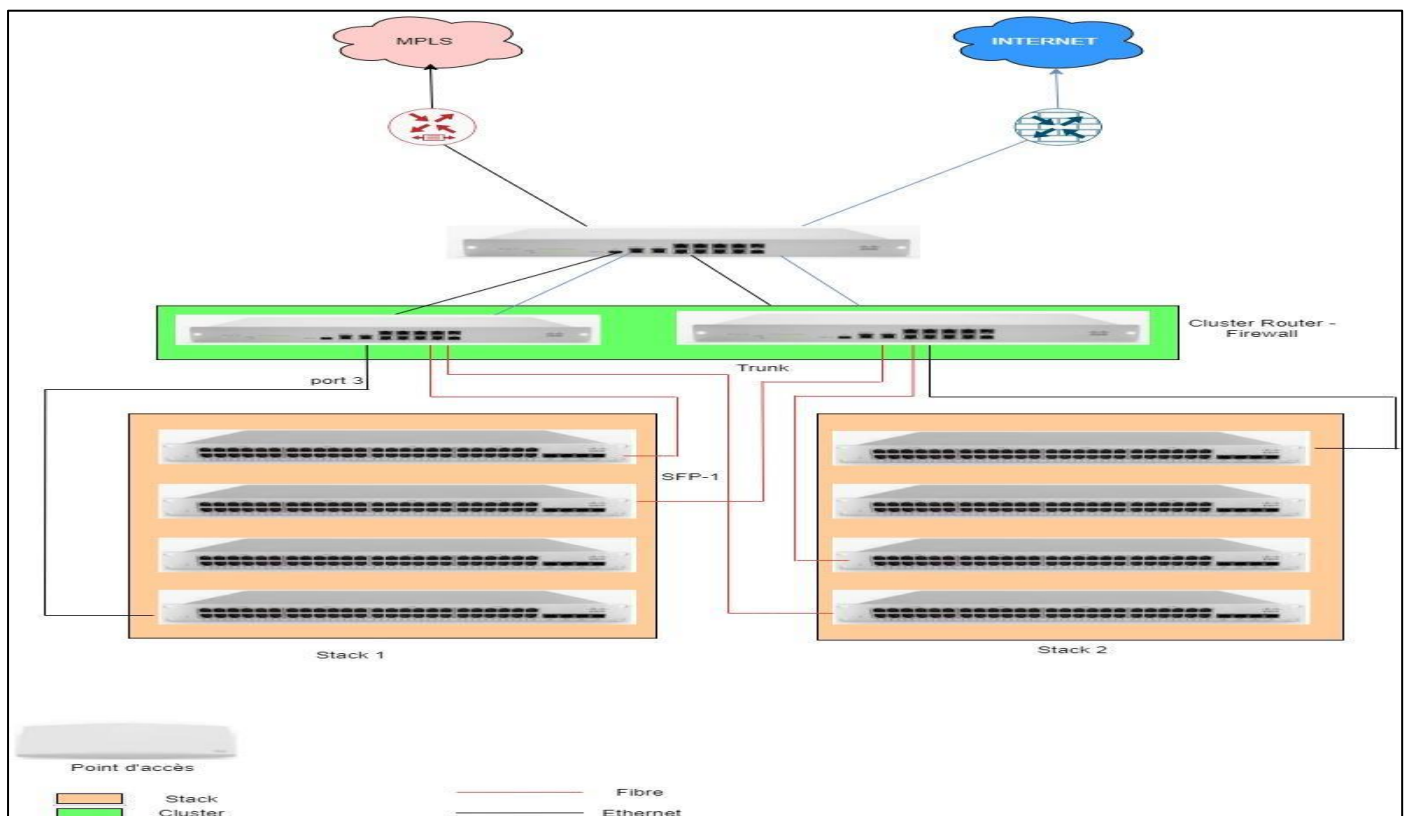 MPLS
INTERNET
Cluster Router -
Firewall
Trunk
port 3
SFP-1
Stack 1
Stack 2
Point d'accès
Stack
Fibre
Cluster
Ethernet